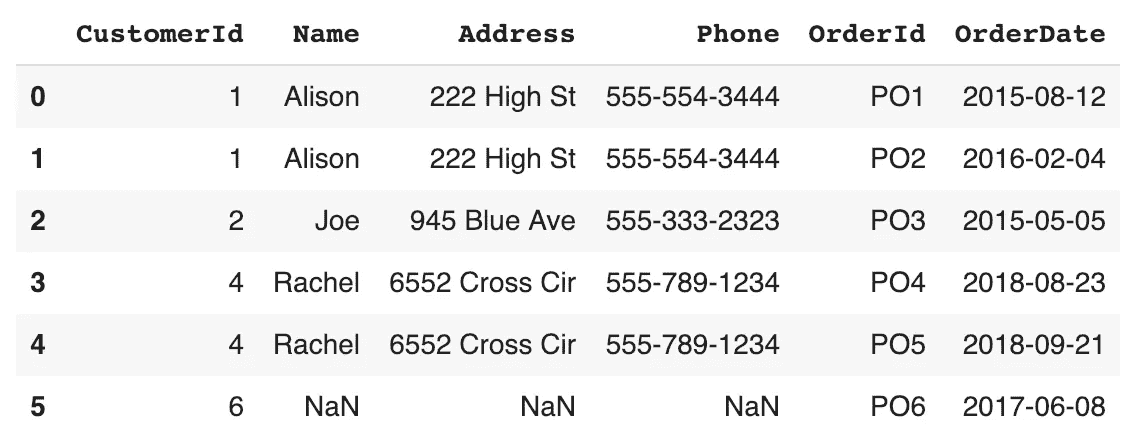 CustomerId Name Address Phone OrderId OrderDate
0 1 Alison 222 High St 555-554-3444 PO1 2015-08-12
1 1 Alison 222 High St 555-554-3444 PO2 2016-02-04
2 2 Joe 945 Blue Ave 555-333-2323 PO3 2015-05-05
3 4 Rachel 6552 Cross Cir 555-789-1234 PO4 2018-08-23
4 4 Rachel 6552 Cross Cir 555-789-1234 PO5 2018-09-21
5 6 NaN NaN NaN PO6 2017-06-08